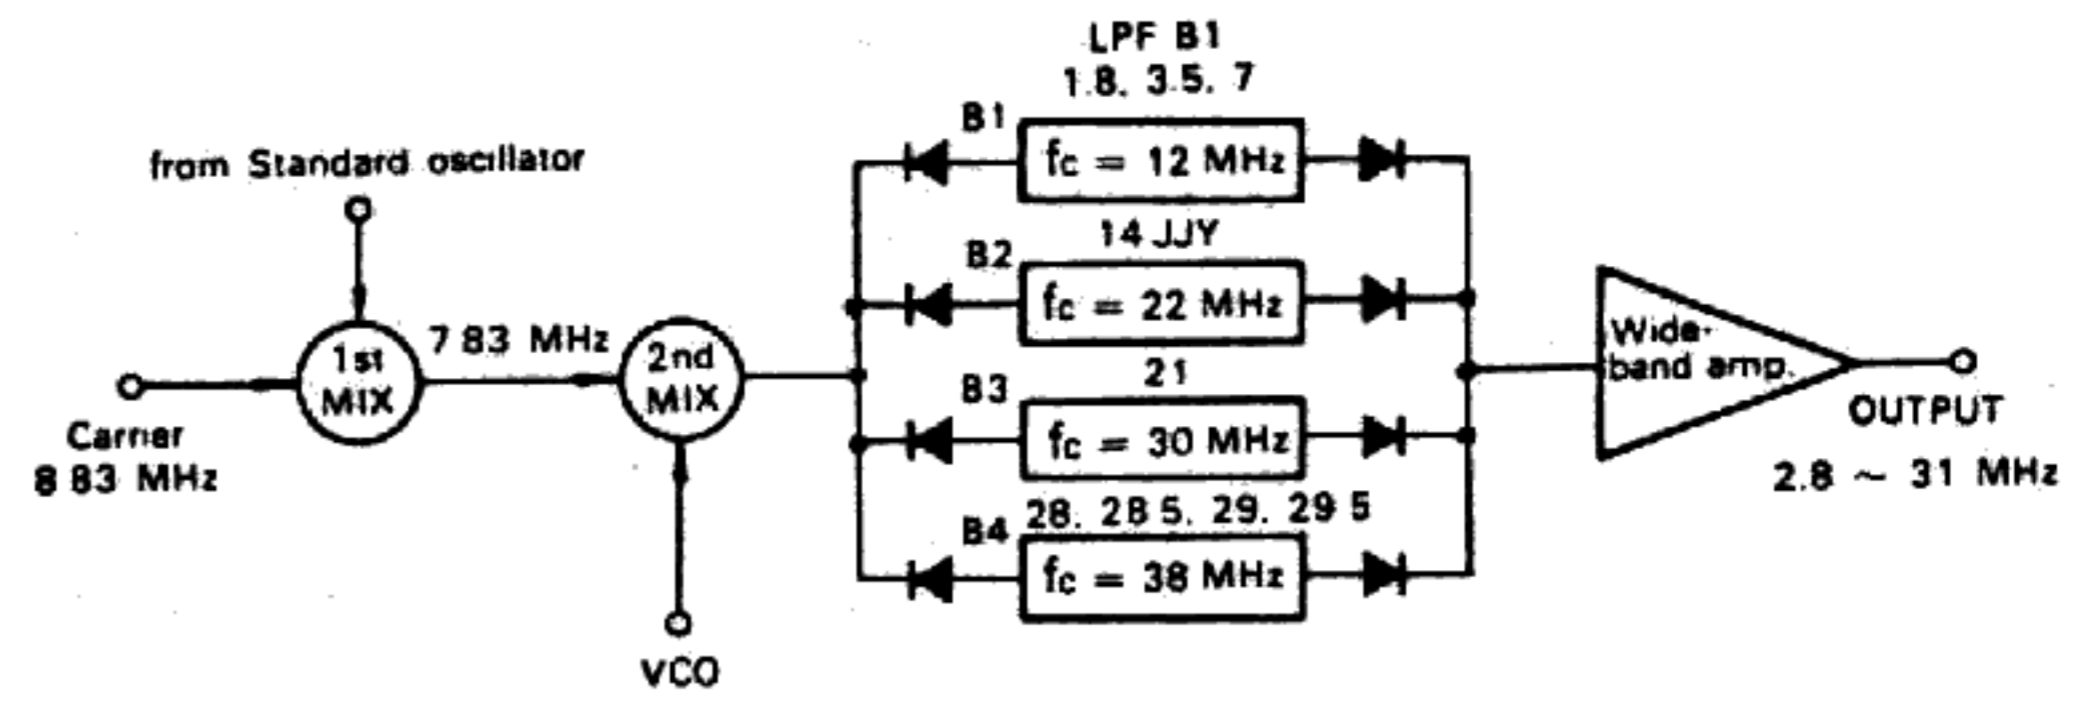 LPF B1
1.8. 3.5. 7
B1
fc = 12 MHz
from Standard oscillator
14 JJY
B2
fc = 22 MHz
1st
MIX
7 83 MHz
2nd
MIX
21
B3
fc = 30 MHz
28. 28 5. 29. 29 5
B4
fc = 38 MHz
Wide-
band amp.
OUTPUT
2.8 ~ 31 MHz
Carrier
8 83 MHz
VCO